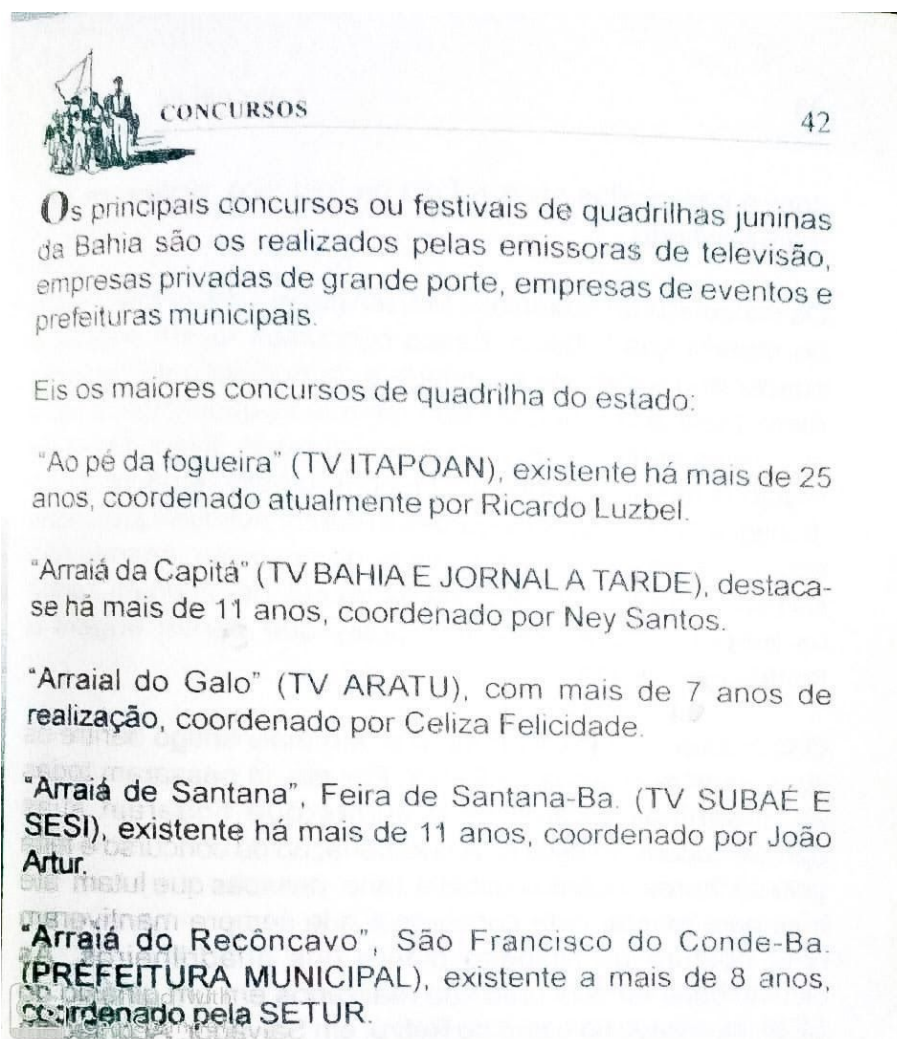 CONCURSOS
42
Os principais concursos ou festivais de quadrilhas juninas
da Bahia são os realizados pelas emissoras de televisão,
empresas privadas de grande porte, empresas de eventos e
prefeituras municipais.
Eis os maiores concursos de quadrilha do estado:
"Ao pé da fogueira" (TV ITAPOAN), existente há mais de 25
anos, coordenado atualmente por Ricardo Luzbel.
"Arraiá da Capitá" (TV BAHIA E JORNAL A TARDE), destaca-
se há mais de 11 anos, coordenado por Ney Santos.
"Arraial do Galo" (TV ARATU), com mais de 7 anos de
realização, coordenado por Celiza Felicidade.
"Arraiá de Santana", Feira de Santana-Ba. (TV SUBAÉ E
SESI), existente há mais de 11 anos, coordenado por João
Artur.
"Arraiá do Recôncavo", São Francisco do Conde-Ba.
(PREFEITURA MUNICIPAL), existente a mais de 8 anos,
coordenado pela SETUR.